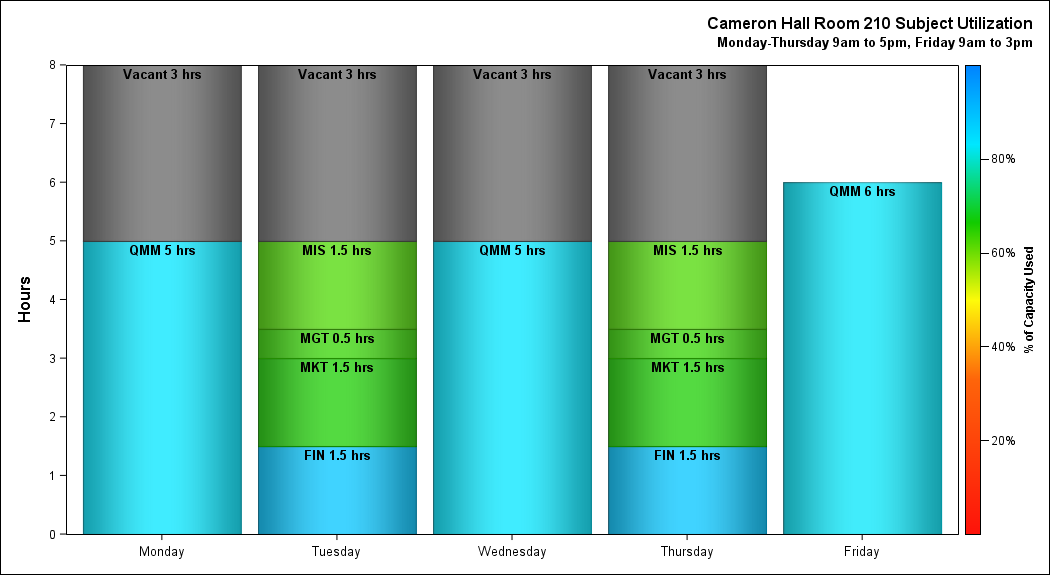 Cameron Hall Room 210 Subject Utilization
Monday-Thursday 9am to 5pm, Friday 9am to 3pm
Hours
8
7
6
5
4
3
2
1
0
Vacant 3 hrs
QMM 5 hrs
Vacant 3 hrs
MIS 1.5 hrs
MGT 0.5 hrs
MKT 1.5 hrs
FIN 1.5 hrs
Vacant 3 hrs
QMM 5 hrs
Vacant 3 hrs
MIS 1.5 hrs
MGT 0.5 hrs
MKT 1.5 hrs
FIN 1.5 hrs
QMM 6 hrs
Monday
Tuesday
Wednesday
Thursday
Friday
80%
60%
40%
20%
% of Capacity Used